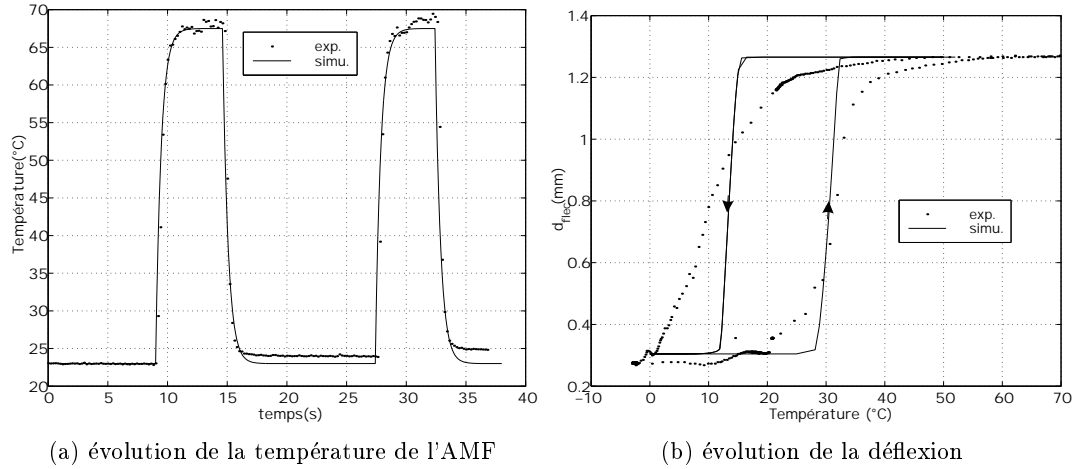 70
65
60
55
50
45
40
35
30
25
20
Température(°C)
exp.
simu.
0 5 10 15 20 25 30 35 40
temps(s)
(a) évolution de la température de l'AMF
1.4
1.2
1
0.8
0.6
0.4
0.2
d_flec(mm)
exp.
simu.
−10 0 10 20 30 40 50 60 70
Température (°C)
(b) évolution de la déflexion